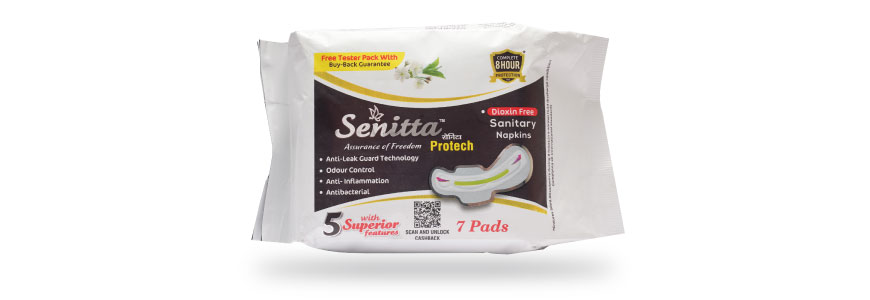 Free Tester Pack With
Buy-Back Guarantee
COMPLETE
8 HOUR
PROTECTION
Senitta™
सेनिटा
Assurance of Freedom
Protech
• Dioxin Free
Sanitary
Napkins
• Anti-Leak Guard Technology
• Odour Control
• Anti- Inflammation
• Antibacterial
5 with
Superior
features
SCAN AND UNLOCK
CASHBACK
7 Pads